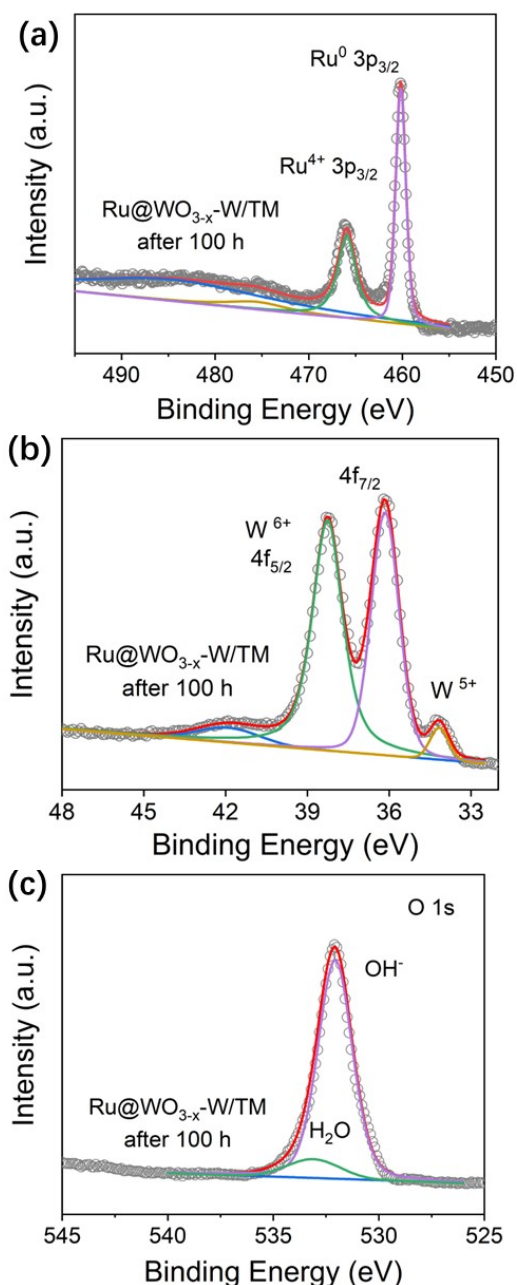 (a)
Ru⁰ 3p₃/₂
Ru⁴⁺ 3p₃/₂
Ru@WO₃₋ₓ-W/TM
after 100 h
Intensity (a.u.)
490 480 470 460 450
Binding Energy (eV)
(b)
4f₇/₂
W ⁶⁺
4f₅/₂
Ru@WO₃₋ₓ-W/TM
after 100 h
W ⁵⁺
Intensity (a.u.)
48 45 42 39 36 33
Binding Energy (eV)
(c)
O 1s
OH⁻
Ru@WO₃₋ₓ-W/TM
after 100 h
H₂O
Intensity (a.u.)
545 540 535 530 525
Binding Energy (eV)